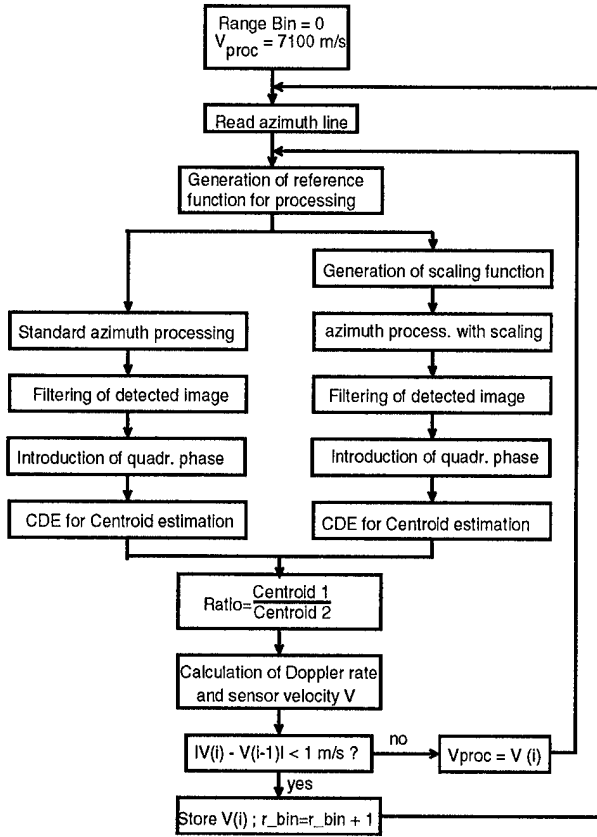 Range Bin = 0
Vproc = 7100 m/s
Read azimuth line
Generation of reference
function for processing
Generation of scaling function
Standard azimuth processing
azimuth process. with scaling
Filtering of detected image
Filtering of detected image
Introduction of quadr. phase
Introduction of quadr. phase
CDE for Centroid estimation
CDE for Centroid estimation
Ratio= Centroid 1
Centroid 2
Calculation of Doppler rate
and sensor velocity V
|V(i) - V(i-1)| < 1 m/s ?
no
Vproc = V (i)
yes
Store V(i) ; r_bin=r_bin + 1